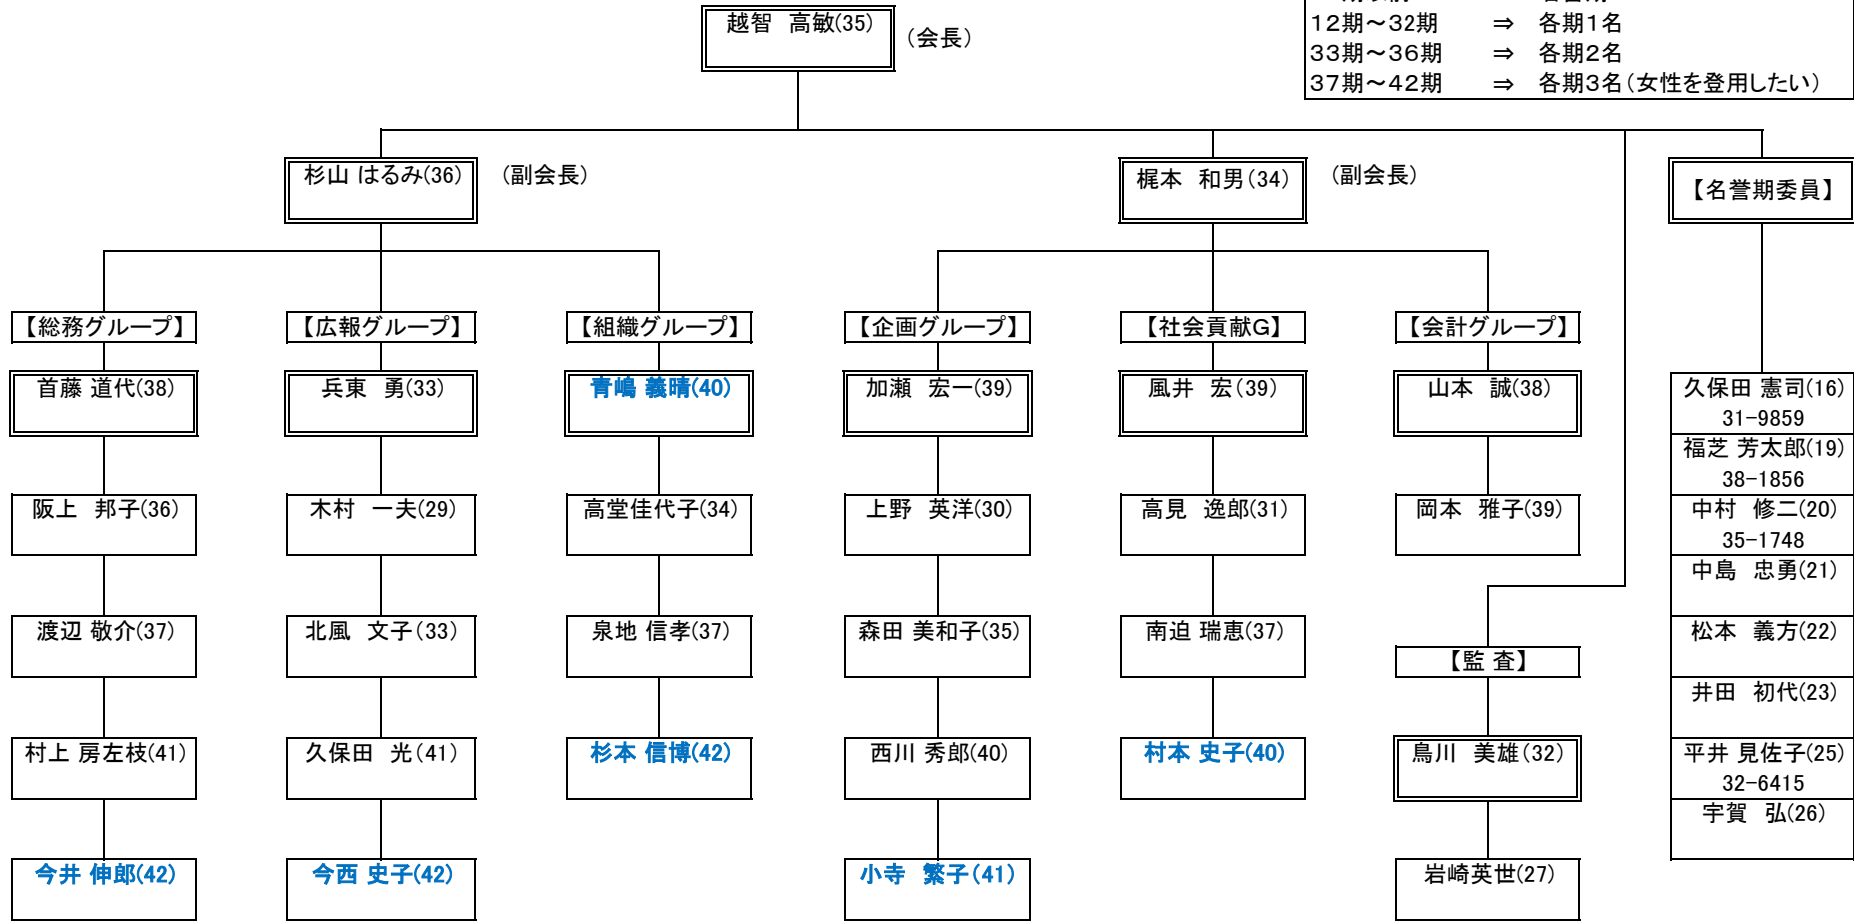 越智　高敏(35)
（会長）
12期～32期　⇒　各期1名
33期～36期　⇒　各期2名
37期～42期　⇒　各期3名（女性を登用したい）
杉山 はるみ(36)
（副会長）
梶本　和男(34)
（副会長）
【名誉期委員】
【総務グループ】
首藤 道代(38)
阪上　邦子(36)
渡辺 敬介(37)
村上 房左枝(41)
今井 伸郎(42)
【広報グループ】
兵東　勇(33)
木村　一夫(29)
北風　文子(33)
久保田　光(41)
今西 史子(42)
【組織グループ】
青嶋 義晴(40)
高堂佳代子(34)
泉地 信孝(37)
杉本 信博(42)
【企画グループ】
加瀬　宏一(39)
上野　英洋(30)
森田 美和子(35)
西川 秀郎(40)
小寺　繁子(41)
【社会貢献G】
風井　宏(39)
高見　逸郎(31)
南迫 瑞恵(37)
村本 史子(40)
【会計グループ】
山本　誠(38)
岡本　雅子(39)
【監 査】
鳥川　美雄(32)
岩崎英世(27)
久保田 憲司(16)
31-9859
福芝 芳太郎(19)
38-1856
中村　修二(20)
35-1748
中島　忠勇(21)
松本　義方(22)
井田　初代(23)
平井 見佐子(25)
32-6415
宇賀　弘(26)